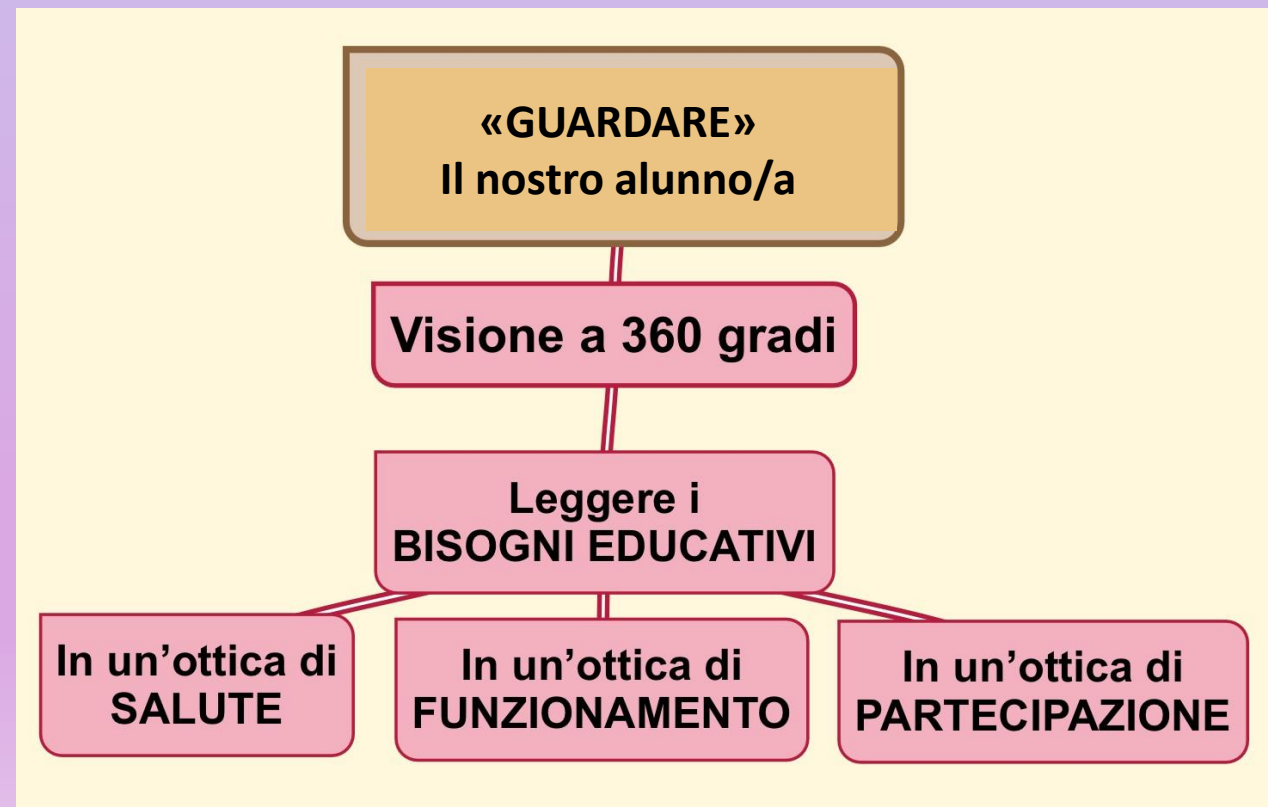 «GUARDARE»
Il nostro alunno/a
Visione a 360 gradi
Leggere i
BISOGNI EDUCATIVI
In un’ottica di
SALUTE
In un’ottica di
FUNZIONAMENTO
In un’ottica di
PARTECIPAZIONE